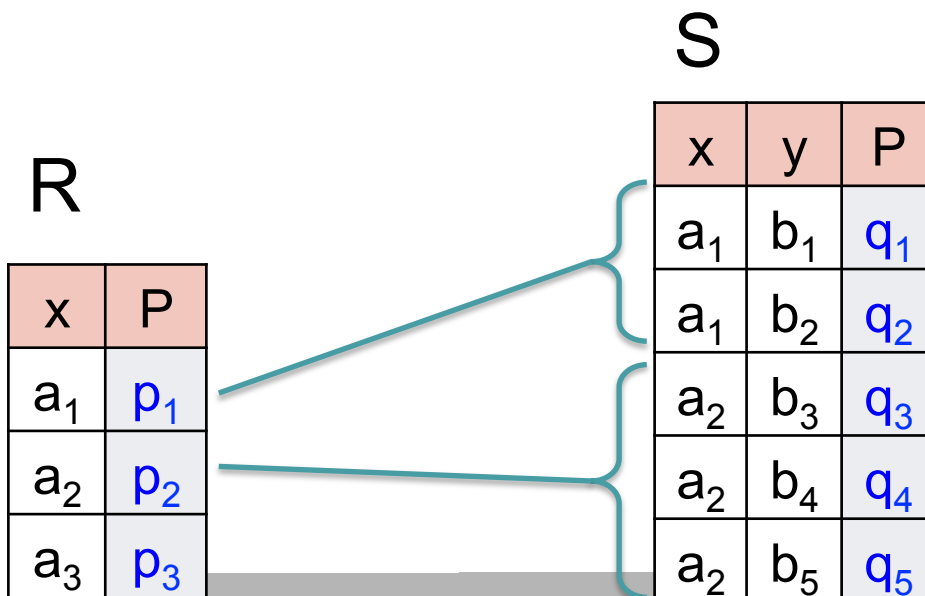 R
x P
a₁ p₁
a₂ p₂
a₃ p₃
S
x y P
a₁ b₁ q₁
a₁ b₂ q₂
a₂ b₃ q₃
a₂ b₄ q₄
a₂ b₅ q₅